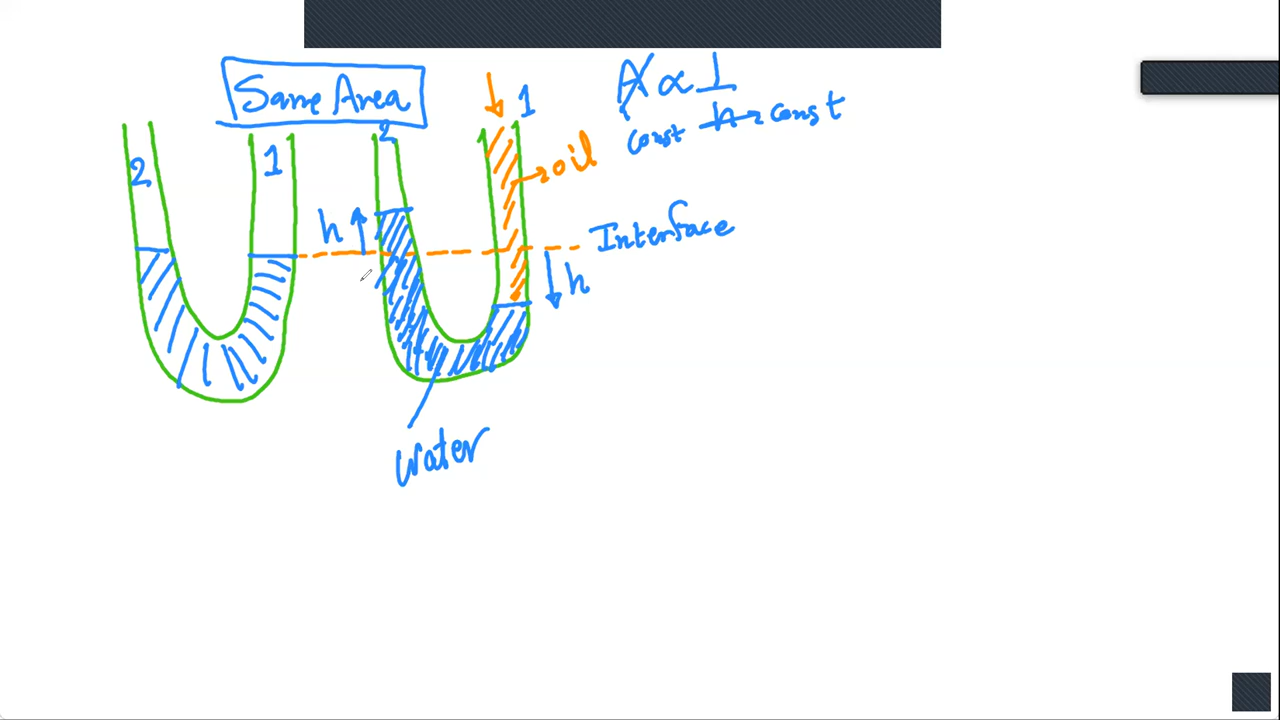 Same Area
A ∝ 1
h
const → const
2
1
2
1
oil
h
Interface
h
water